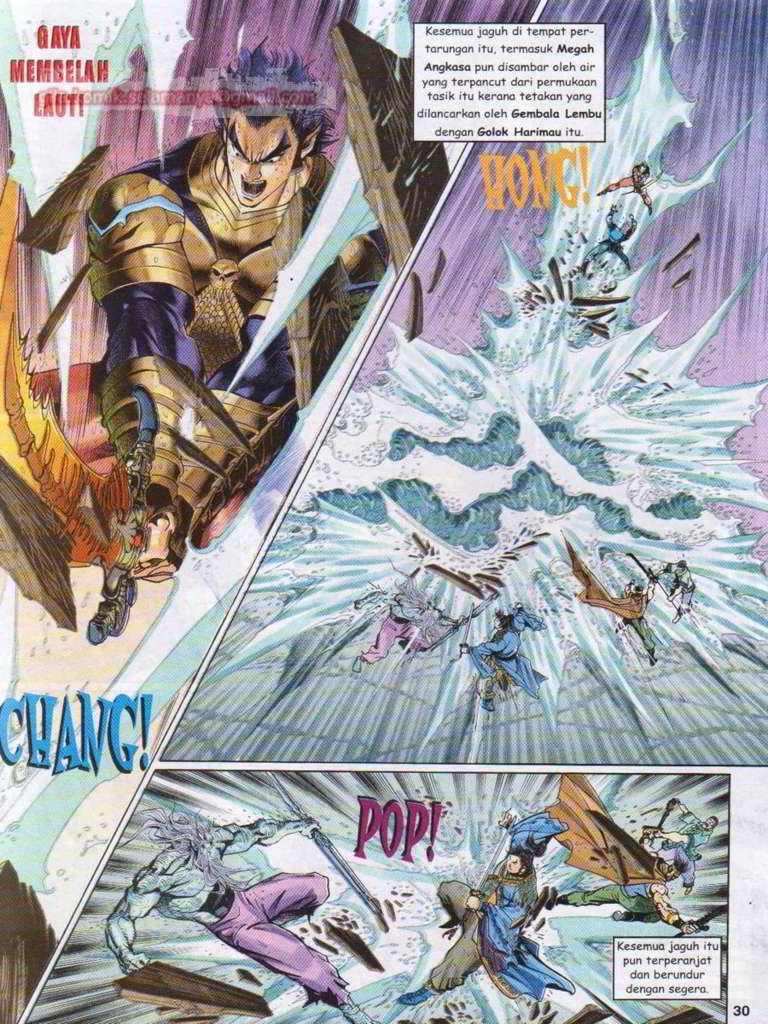 GAYA
MEMBELAH
LAUT!
Kesemua jaguh di tempat per-
tarungan itu, termasuk Megah
Angkasa pun disambar oleh air
yang terpancut dari permukaan
tasik itu kerana tetakan yang
dilancarkan oleh Gembala Lembu
dengan Golok Harimau itu.
HONG!
CHANG!
POP!
Kesemua jaguh itu
pun terperanjat
dan berundur
dengan segera.
30